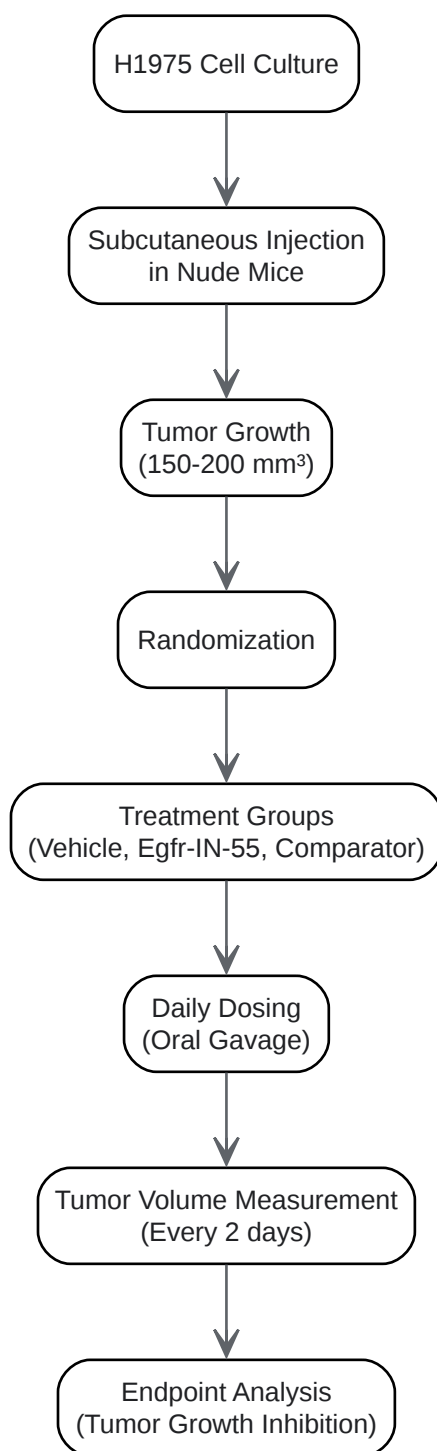 H1975 Cell Culture
Subcutaneous Injection
in Nude Mice
Tumor Growth
(150-200 mm³)
Randomization
Treatment Groups
(Vehicle, Egfr-IN-55, Comparator)
Daily Dosing
(Oral Gavage)
Tumor Volume Measurement
(Every 2 days)
Endpoint Analysis
(Tumor Growth Inhibition)